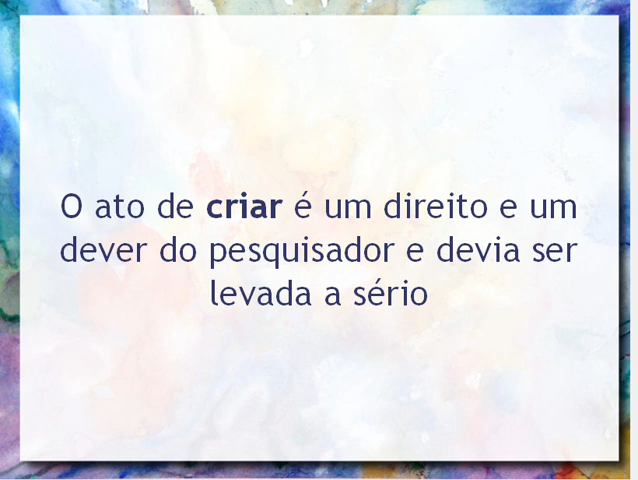 O ato de criar é um direito e um
dever do pesquisador e devia ser
levada a sério